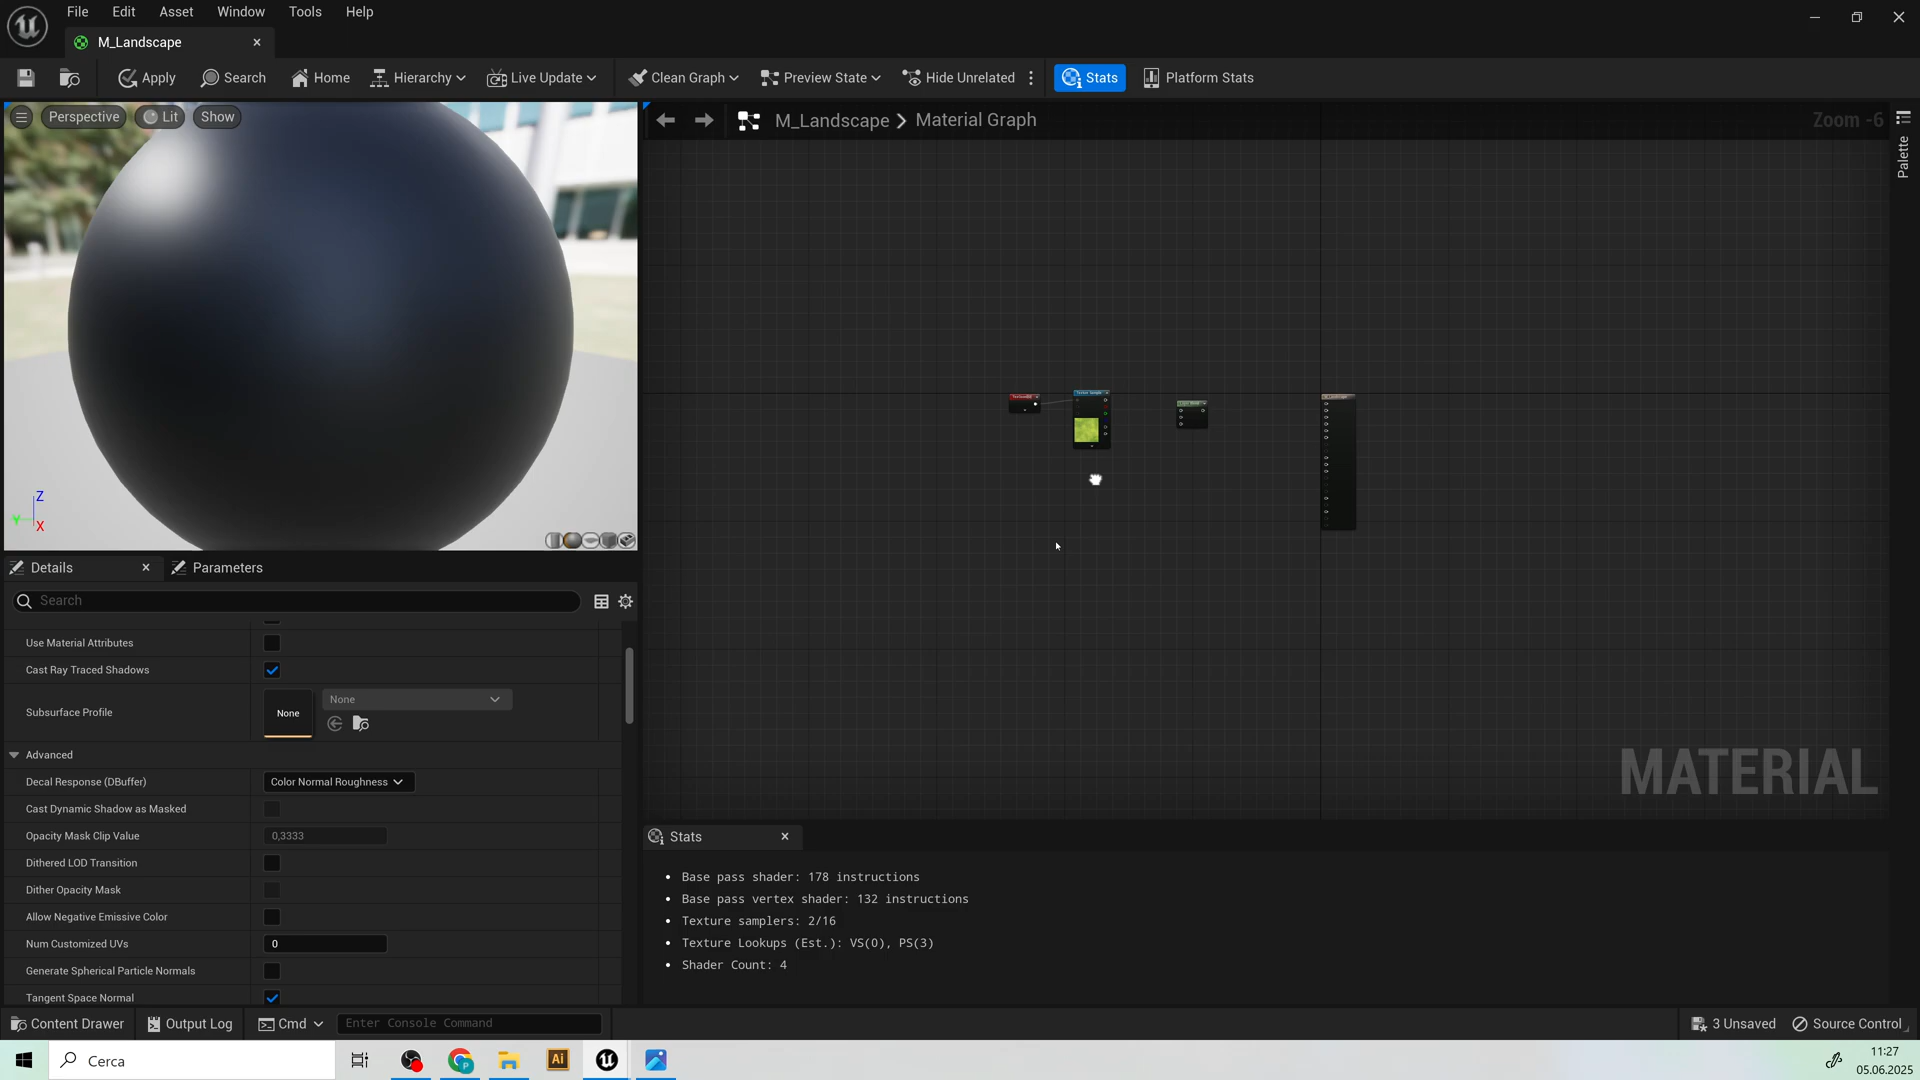 File Edit Asset Window Tools Help
M_Landscape
Apply Search Home Hierarchy Live Update Clean Graph Preview State Hide Unrelated Stats Platform Stats
Perspective Lit Show
M_Landscape > Material Graph
Zoom -6
Palette
Texture Sample
Z
Y
X
Details Parameters
Search
Use Material Attributes
Cast Ray Traced Shadows
Subsurface Profile None None
Advanced
Decal Response (DBuffer) Color Normal Roughness
Cast Dynamic Shadow as Masked
Opacity Mask Clip Value 0,3333
Dithered LOD Transition
Dither Opacity Mask
Allow Negative Emissive Color
Num Customized UVs 0
Generate Spherical Particle Normals
Tangent Space Normal
MATERIAL
Stats
Base pass shader: 178 instructions
Base pass vertex shader: 132 instructions
Texture samplers: 2/16
Texture Lookups (Est.): VS(0), PS(3)
Shader Count: 4
Content Drawer Output Log Cmd Enter Console Command 3 Unsaved Source Control
Cerca
Ai
11:27
05.06.2025